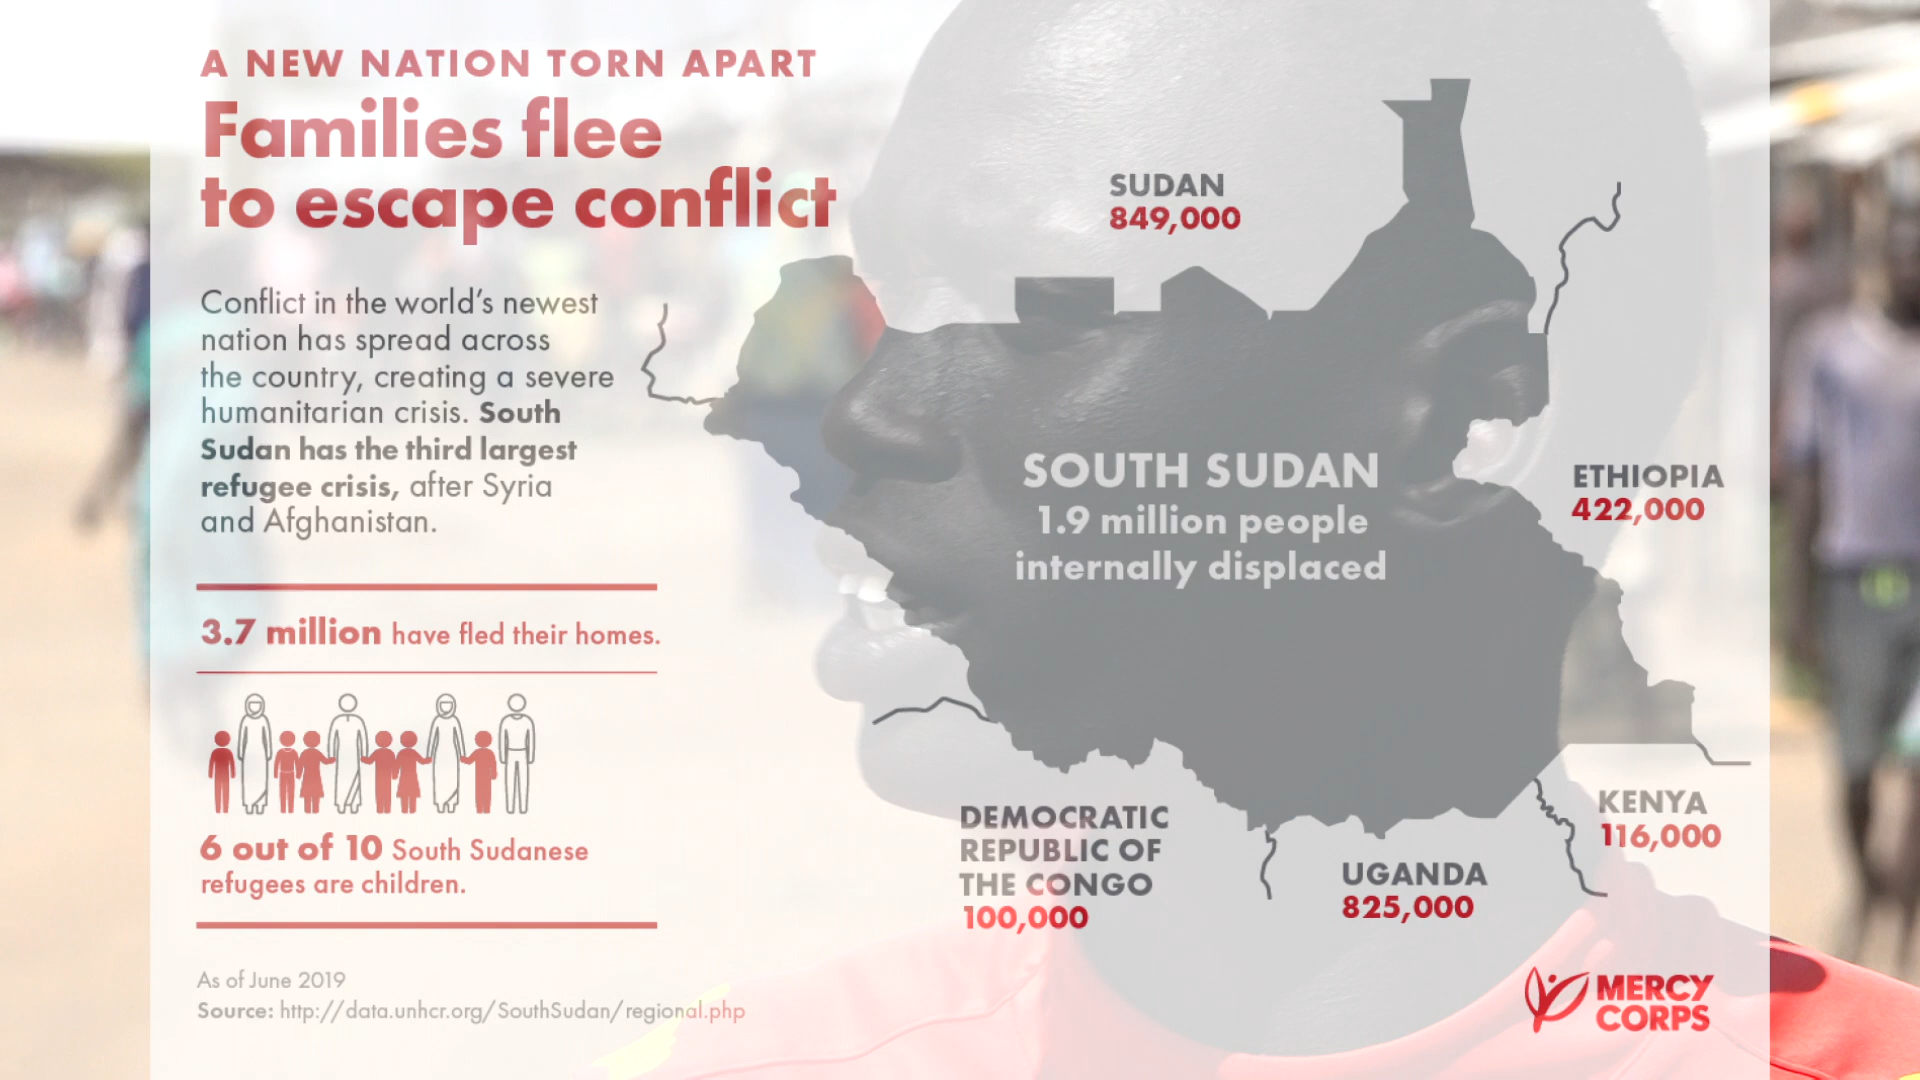 A NEW NATION TORN APART
Families flee
to escape conflict
Conflict in the world's newest
nation has spread across
the country, creating a severe
humanitarian crisis. South
Sudan has the third largest
refugee crisis, after Syria
and Afghanistan.
3.7 million have fled their homes.
6 out of 10 South Sudanese
refugees are children.
As of June 2019
Source: http://data.unhcr.org/SouthSudan/regional.php
SUDAN
849,000
SOUTH SUDAN
1.9 million people
internally displaced
ETHIOPIA
422,000
KENYA
116,000
UGANDA
825,000
DEMOCRATIC
REPUBLIC OF
THE CONGO
100,000
MERCY
CORPS